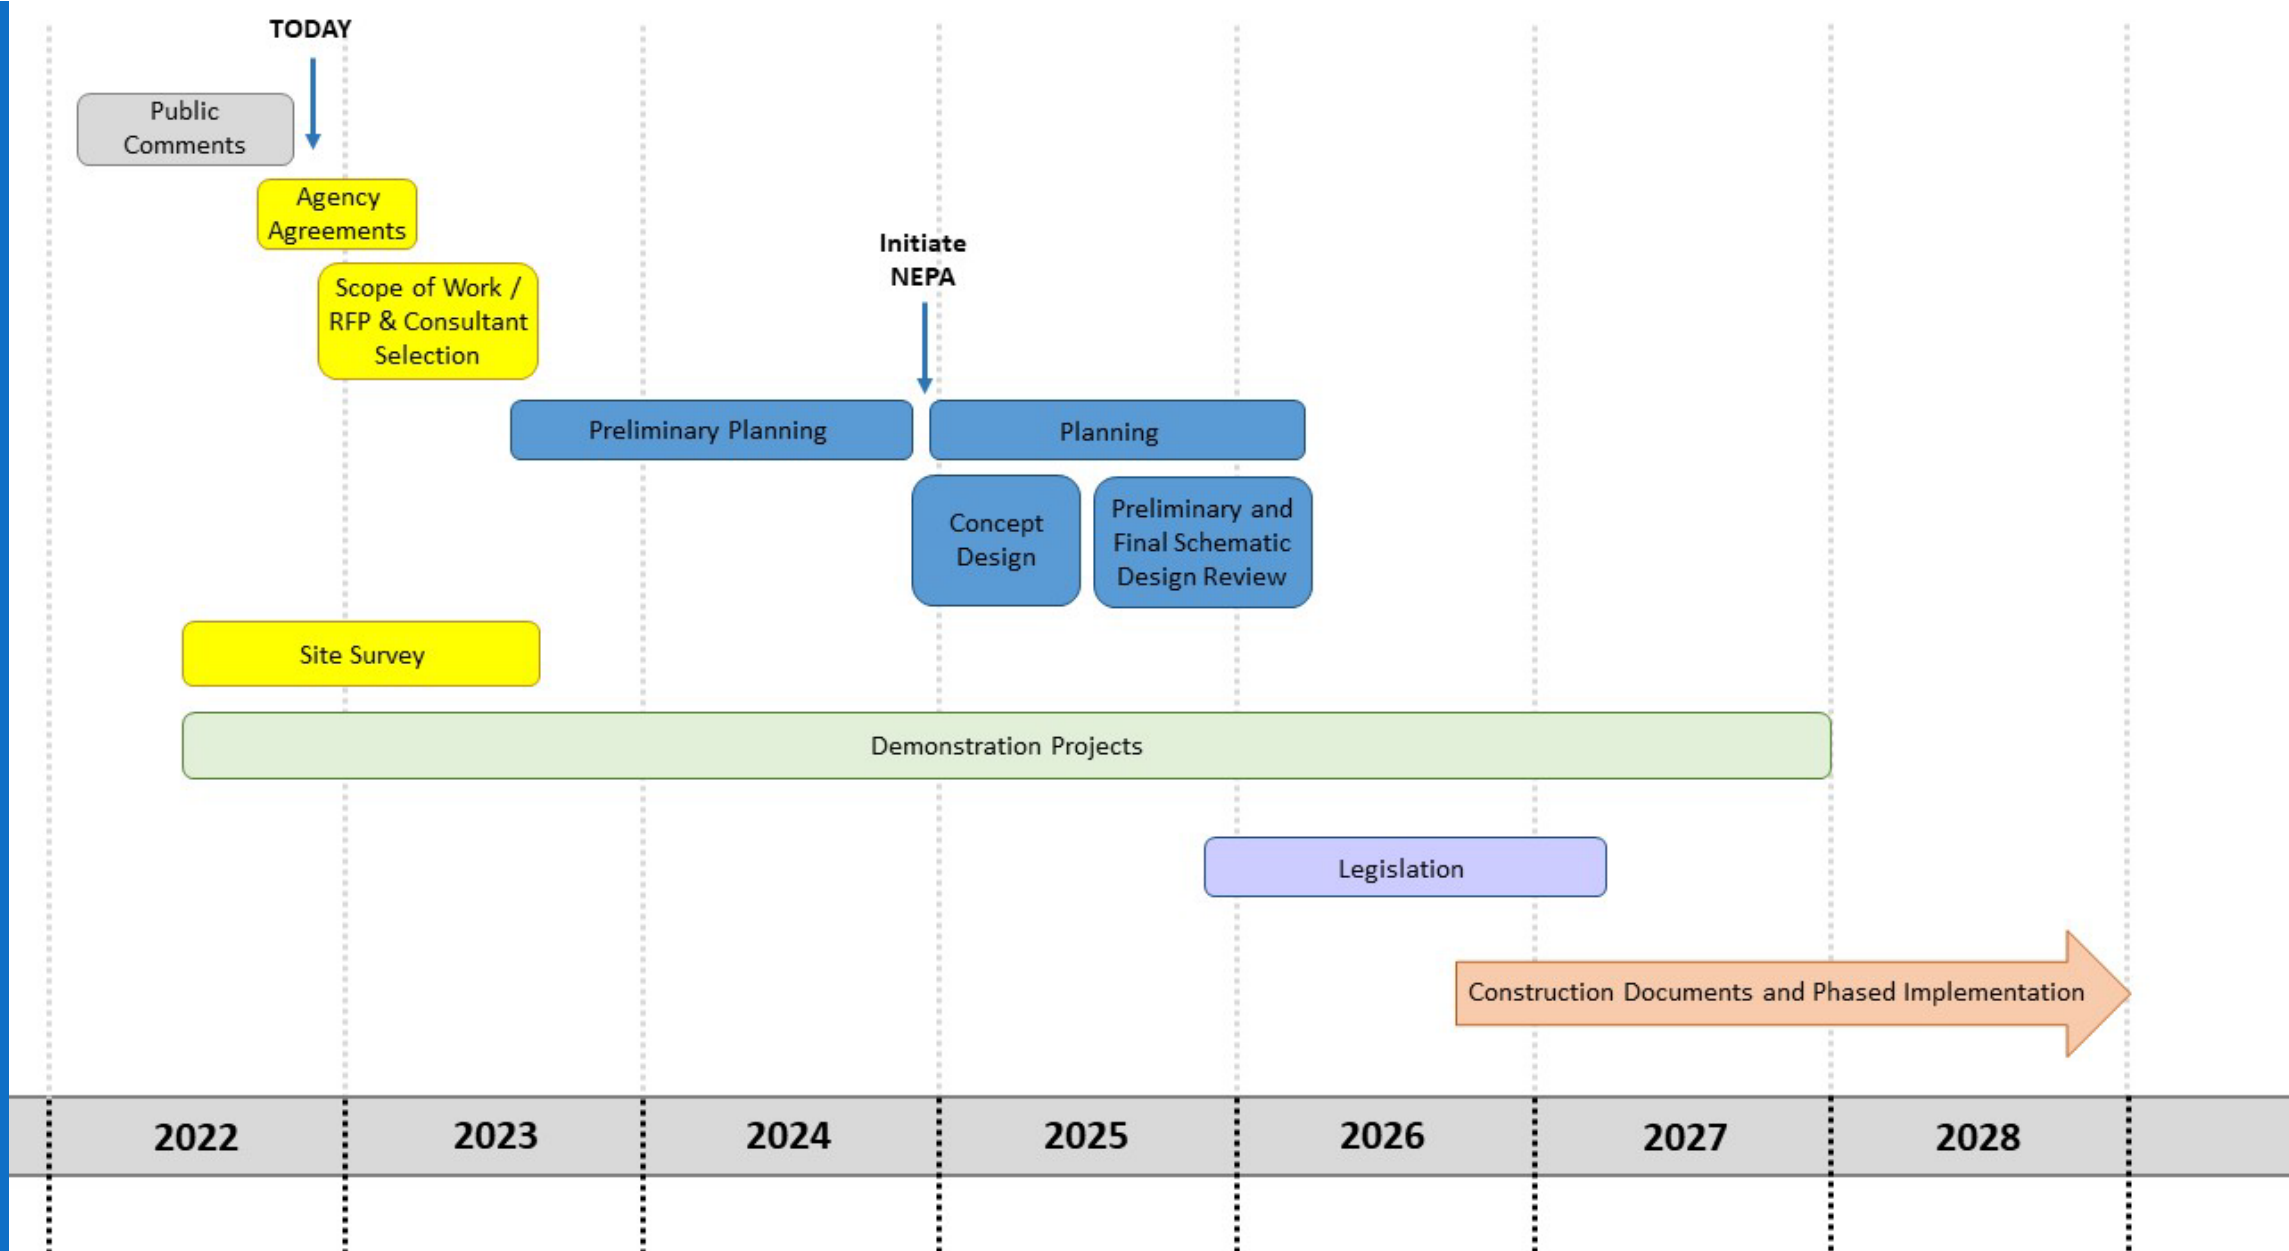 TODAY
Public
Comments
Agency
Agreements
Initiate
NEPA
Scope of Work /
RFP & Consultant
Selection
Preliminary Planning
Planning
Concept
Design
Preliminary and
Final Schematic
Design Review
Site Survey
Demonstration Projects
Legislation
Construction Documents and Phased Implementation
2022
2023
2024
2025
2026
2027
2028